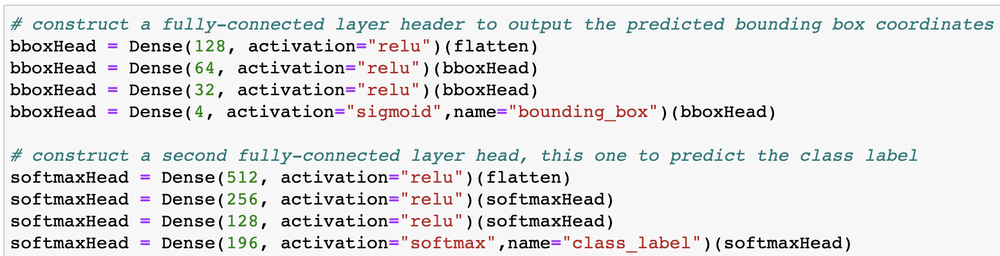 # construct a fully-connected layer header to output the predicted bounding box coordinates
bboxHead = Dense(128, activation="relu")(flatten)
bboxHead = Dense(64, activation="relu")(bboxHead)
bboxHead = Dense(32, activation="relu")(bboxHead)
bboxHead = Dense(4, activation="sigmoid",name="bounding_box")(bboxHead)
# construct a second fully-connected layer head, this one to predict the class label
softmaxHead = Dense(512, activation="relu")(flatten)
softmaxHead = Dense(256, activation="relu")(softmaxHead)
softmaxHead = Dense(128, activation="relu")(softmaxHead)
softmaxHead = Dense(196, activation="softmax",name="class_label")(softmaxHead)